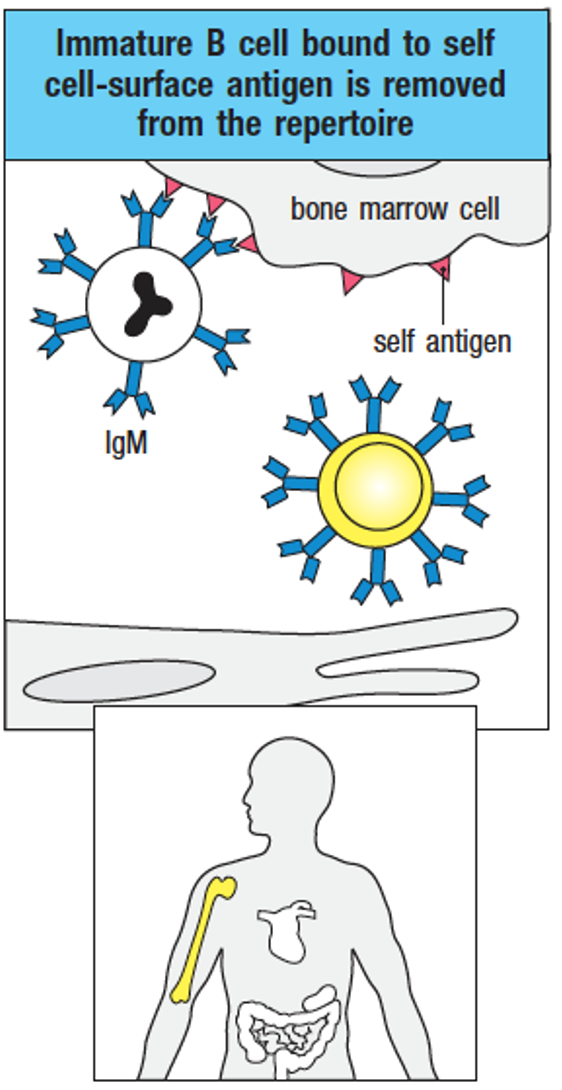 Immature B cell bound to self
cell-surface antigen is removed
from the repertoire
bone marrow cell
self antigen
IgM